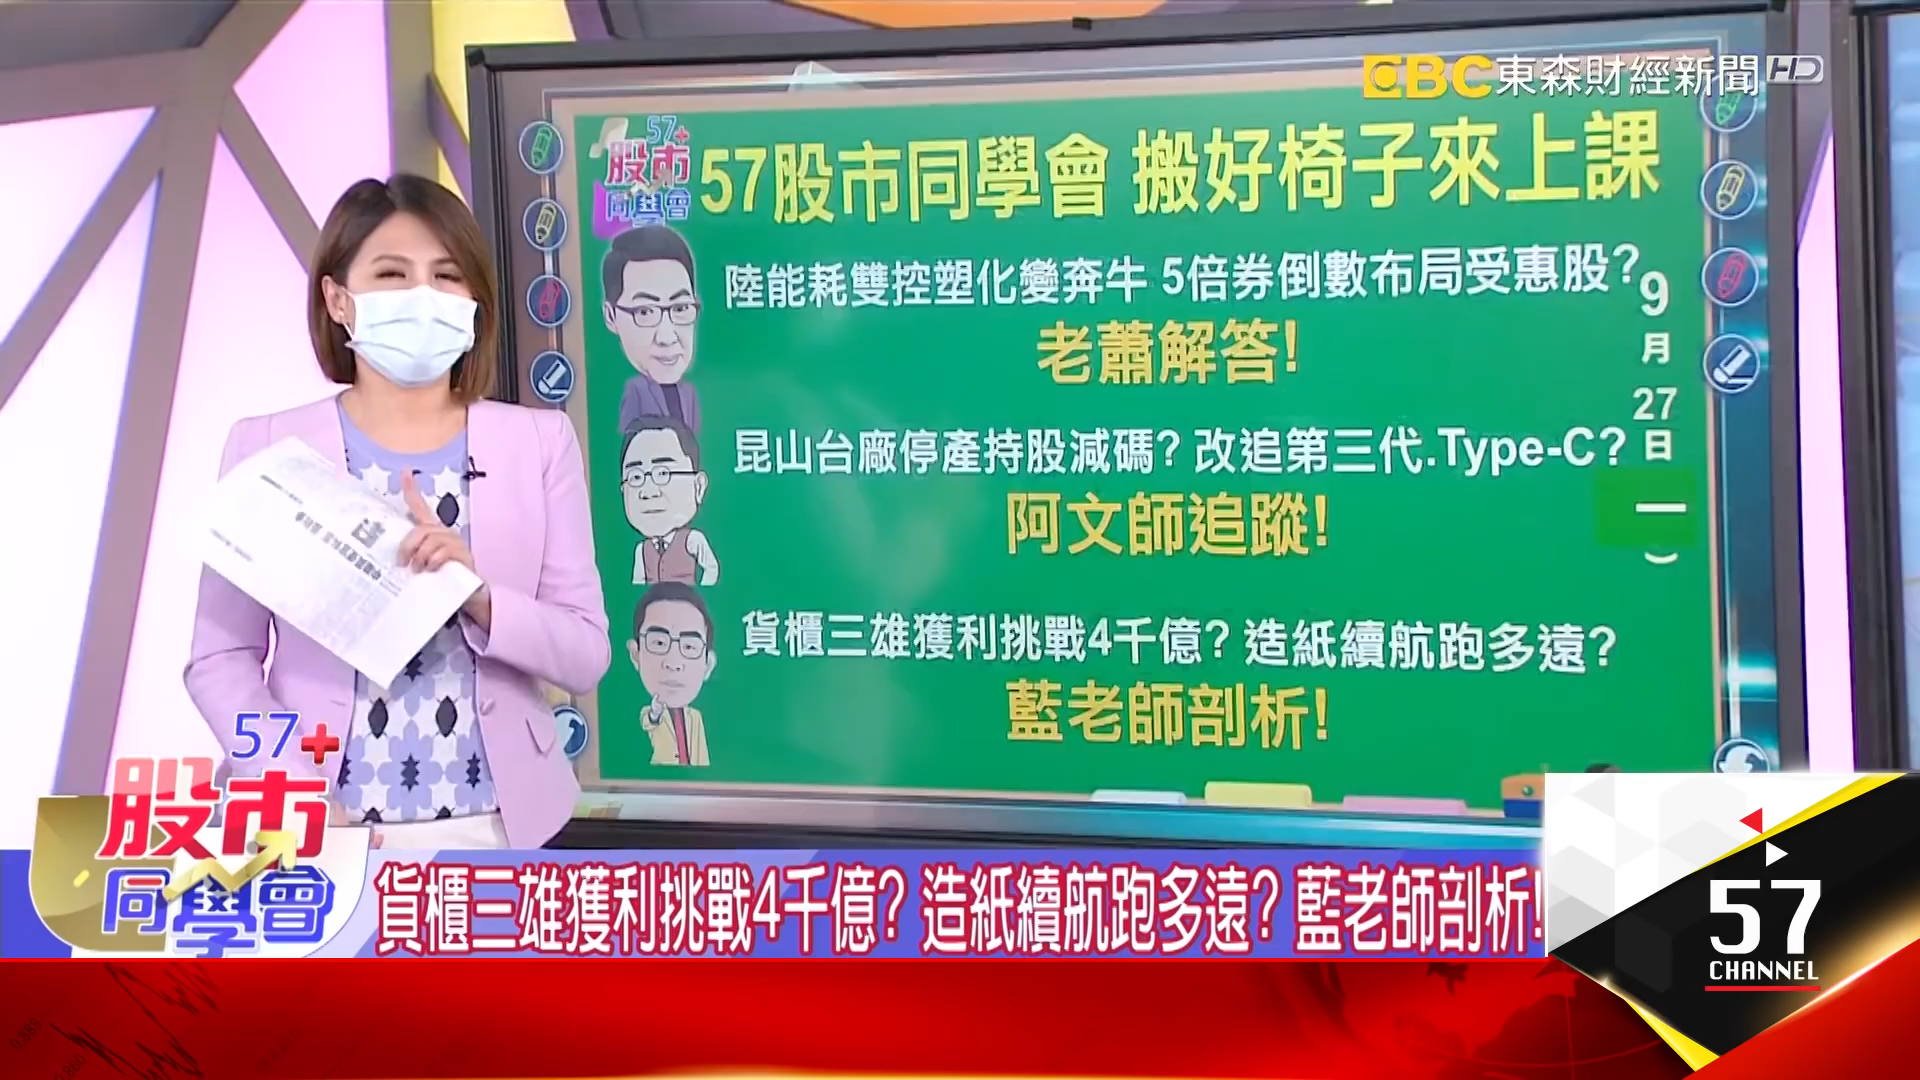 EBC東森財經新聞HD
57+
股市
同學會
57股市同學會 搬好椅子來上課
陸能耗雙控塑化變奔牛 5倍券倒數布局受惠股?
老蕭解答!
昆山台廠停產持股減碼? 改追第三代.Type-C?
阿文師追蹤!
貨櫃三雄獲利挑戰4千億? 造紙續航跑多遠?
藍老師剖析!
9
月
27
日
一
)
57+
股市
同學會
貨櫃三雄獲利挑戰4千億? 造紙續航跑多遠? 藍老師剖析!
57
CHANNEL